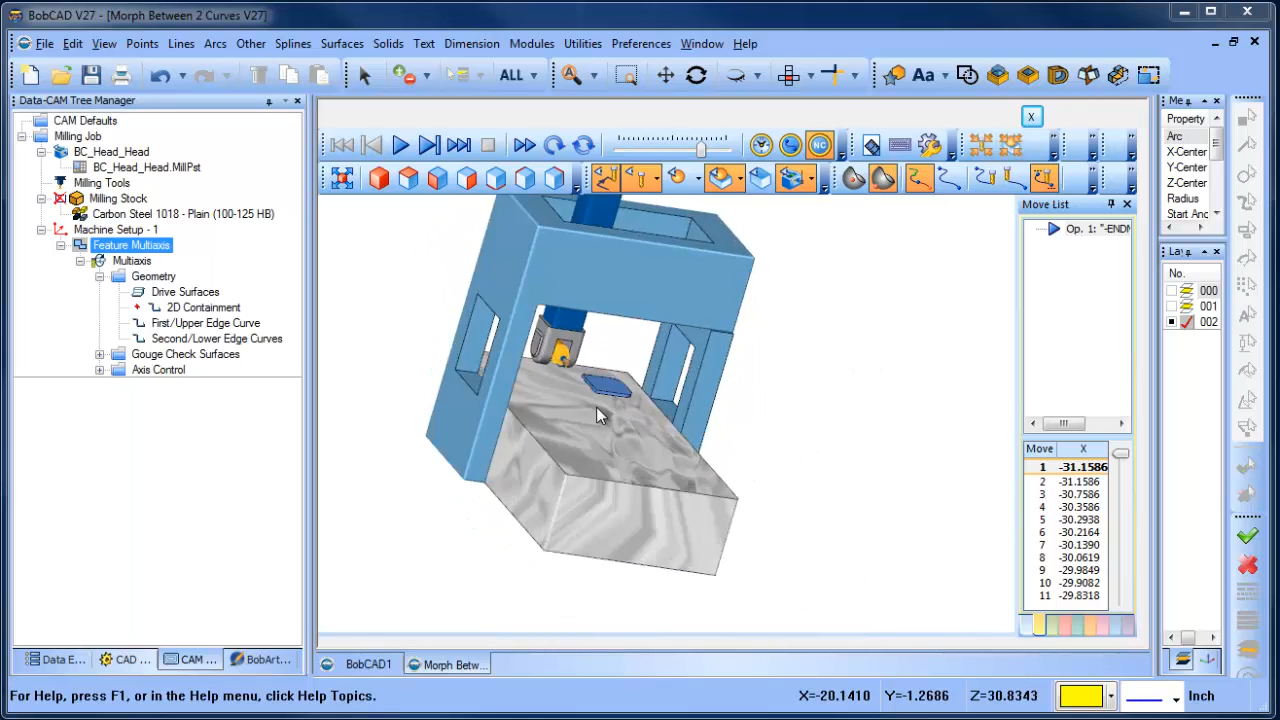 BobCAD V27 - [Morph Between 2 Curves V27]
File Edit View Points Lines Arcs Other Splines Surfaces Solids Text Dimension Modules Utilities Preferences Window Help
ALL Aa
Data-CAM Tree Manager
CAM Defaults
Milling Job
BC_Head_Head
BC_Head_Head.MillPst
Milling Tools
Milling Stock
Carbon Steel 1018 - Plain (100-125 HB)
Machine Setup - 1
Feature Multiaxis
Multiaxis
Geometry
Drive Surfaces
2D Containment
First/Upper Edge Curve
Second/Lower Edge Curves
Gouge Check Surfaces
Axis Control
Data E...
CAD ...
CAM ...
BobArt...
X
NC
Move List
Op. 1: "-ENDM
Move X
1 -31.1586
2 -31.1586
3 -30.7586
4 -30.3586
5 -30.2938
6 -30.2164
7 -30.1390
8 -30.0619
9 -29.9849
10 -29.9082
11 -29.8318
BobCAD1
Morph Betw...
Me
Property
Arc
X-Center
Y-Center
Z-Center
Radius
Start Anc
La
No.
000
001
002
For Help, press F1, or in the Help menu, click Help Topics.
X=-20.1410 Y=-1.2686 Z=30.8343 Inch